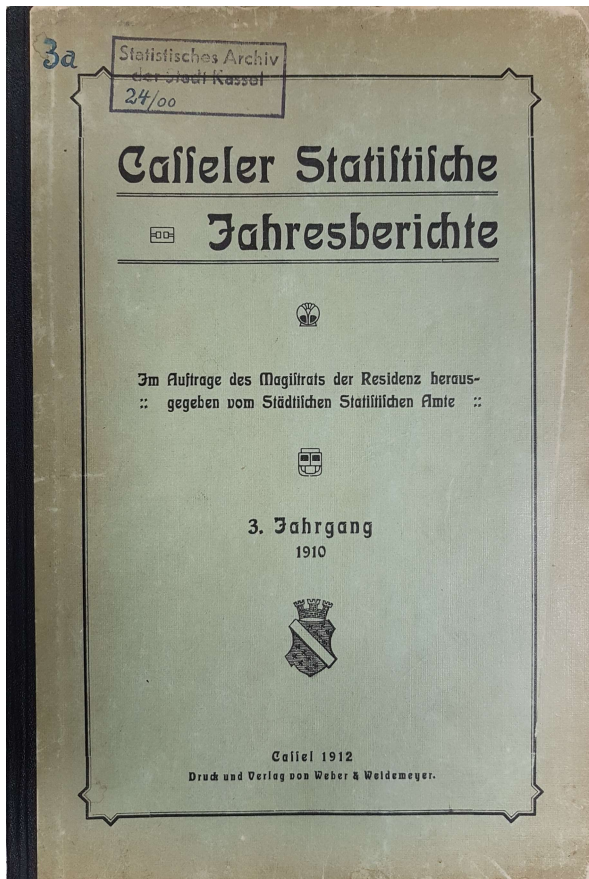 3a
Statistisches Archiv
der Stadt Kassel
24/00
Caſſeler Statiſtiſche
Jahresberichte
Im Auftrage des Magiſtrats der Residenz heraus-
:: gegeben vom Städtiſchen Statiſtiſchen Amte ::
3. Jahrgang
1910
Caſſel 1912
Druck und Verlag von Weber & Weidemeyer.